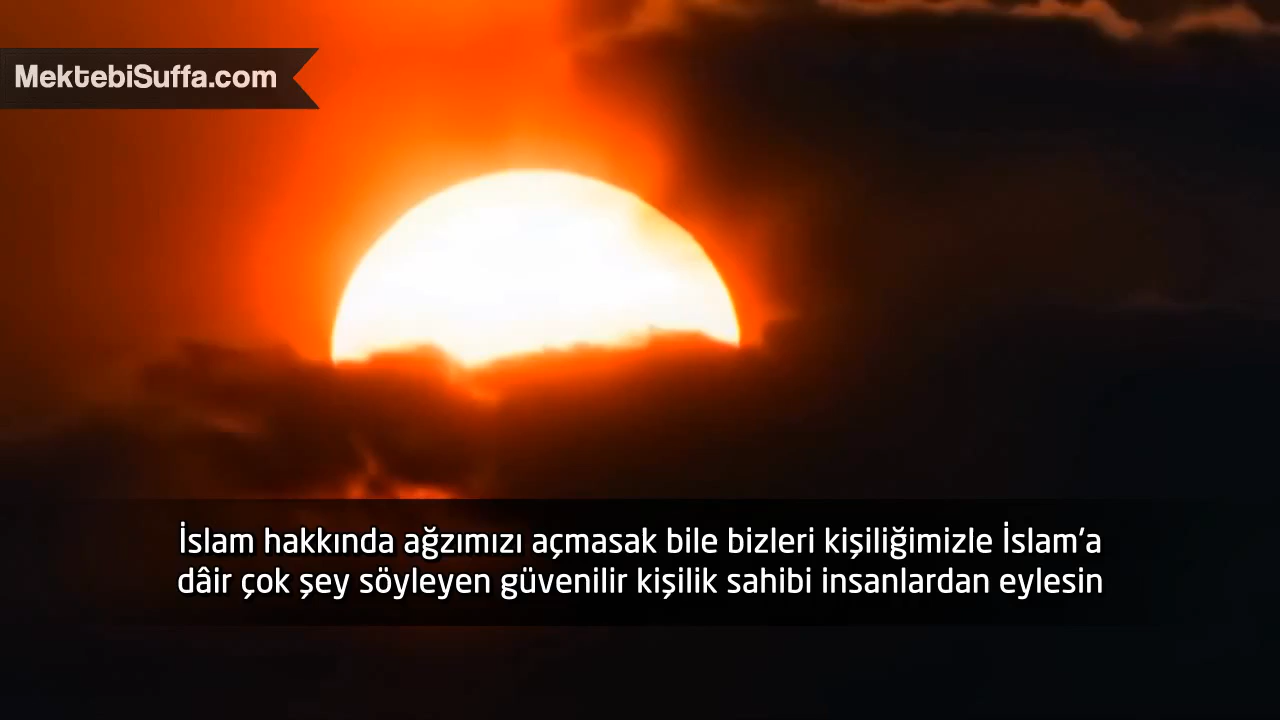 MektebiSuffa.com
İslam hakkında ağzımızı açmasak bile bizleri kişiliğimizle İslam'a
dâir çok şey söyleyen güvenilir kişilik sahibi insanlardan eylesin